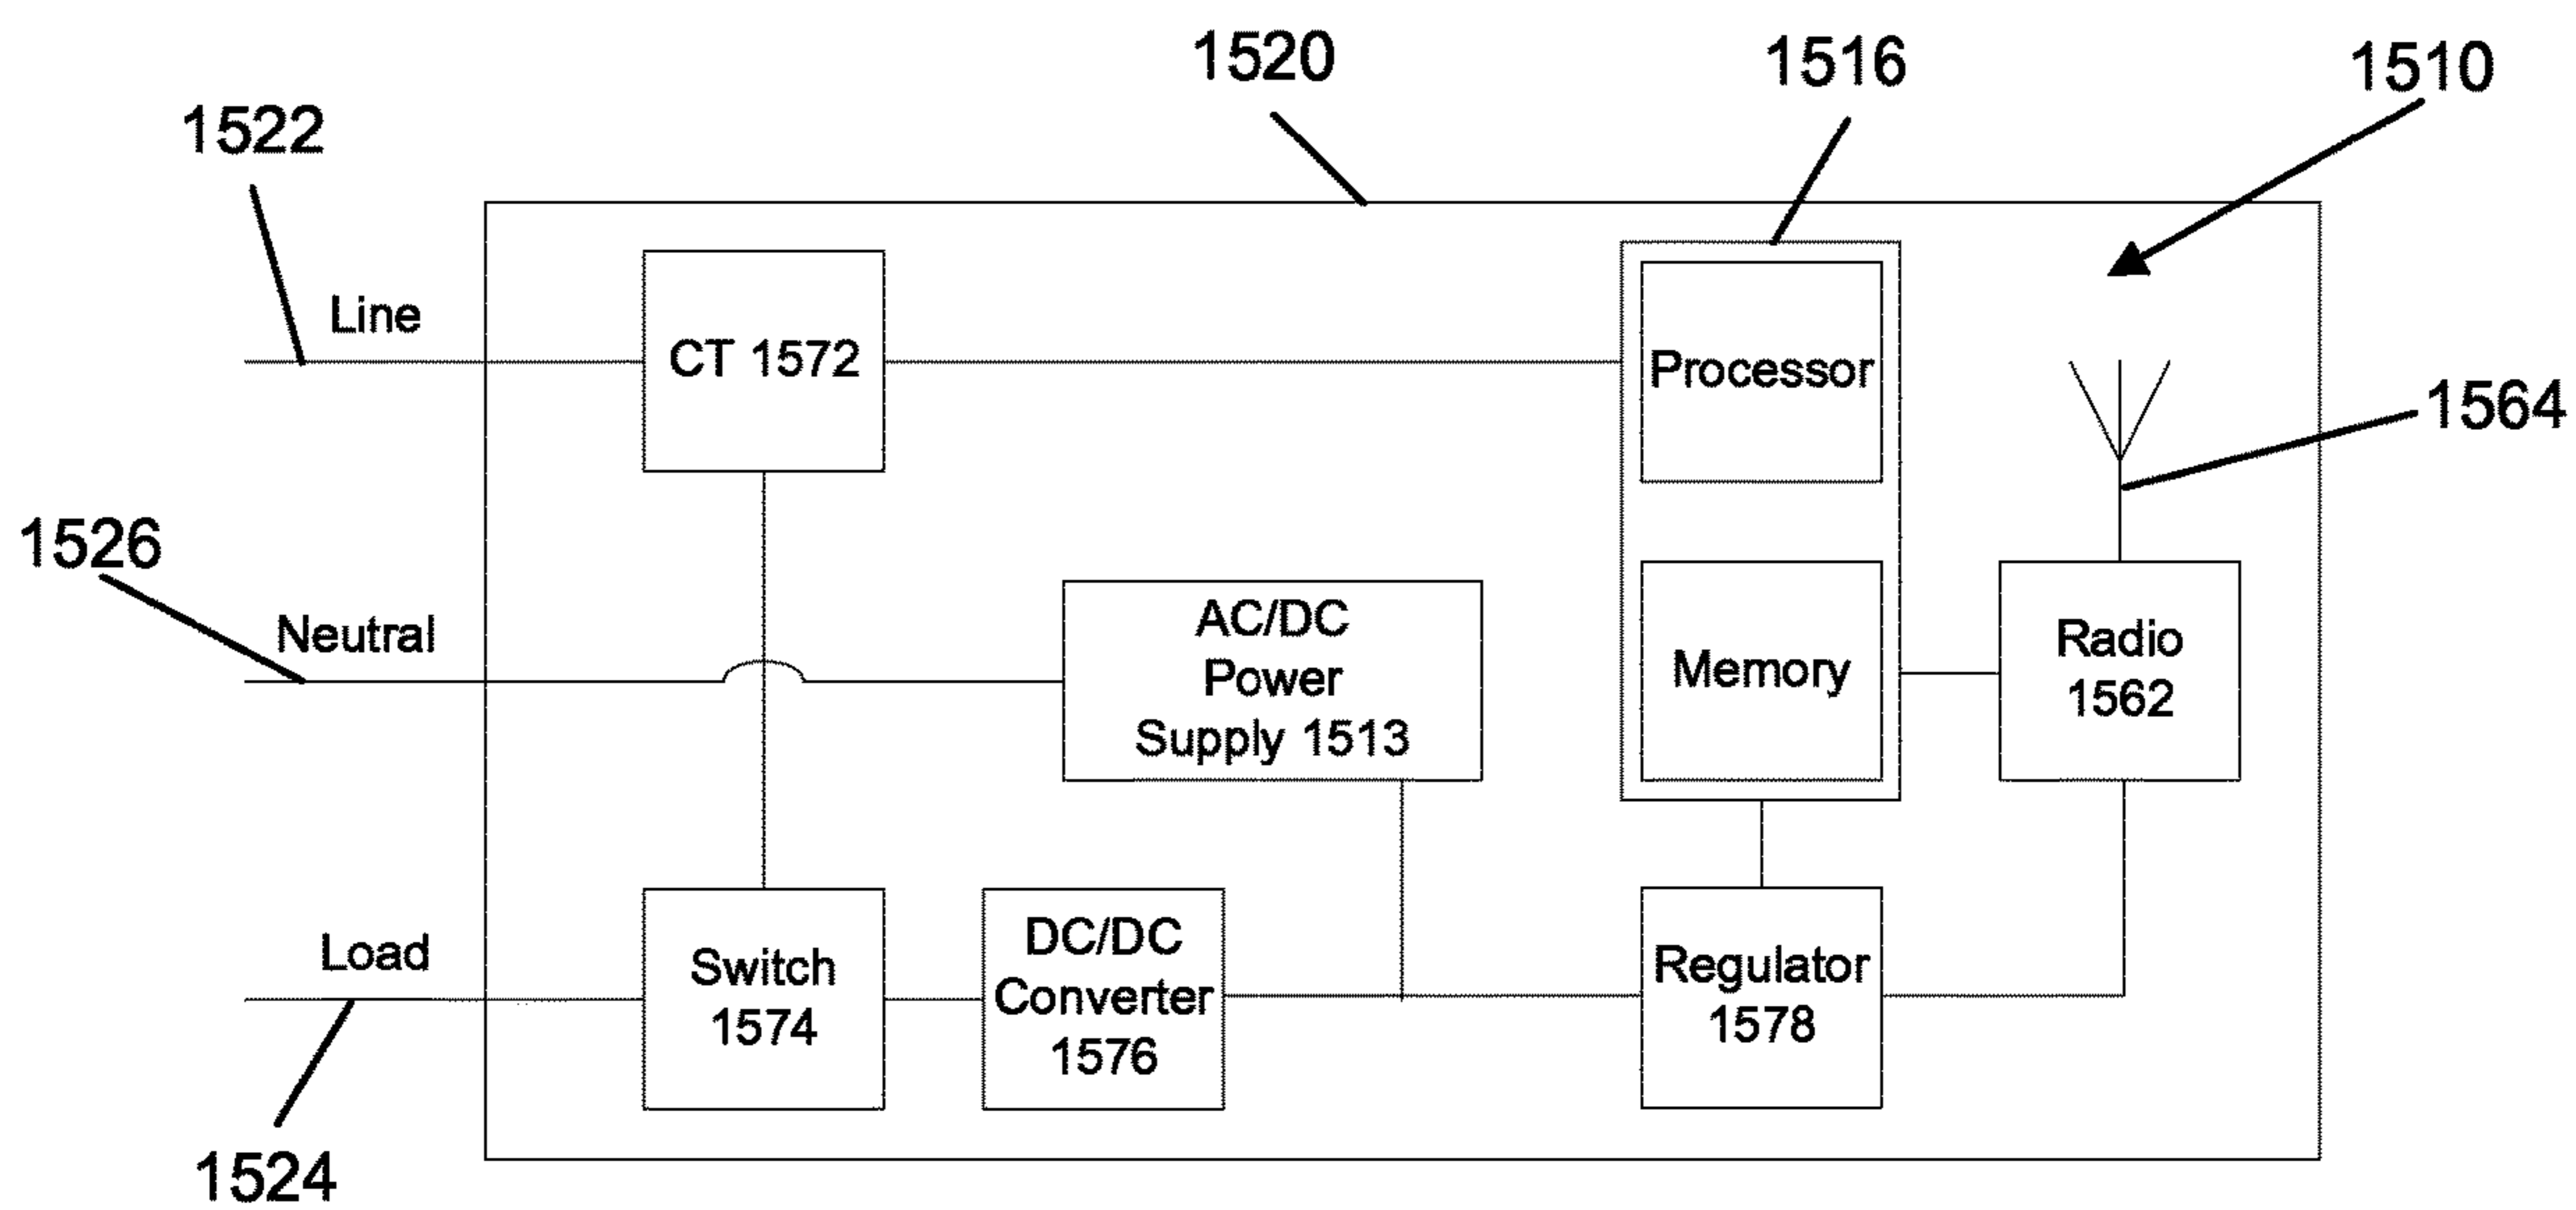 1520
1516
1510
1522
Line
CT 1572
Processor
1564
1526
Neutral
AC/DC
Power
Supply 1513
Memory
Radio
1562
Load
Switch
1574
DC/DC
Converter
1576
Regulator
1578
1524